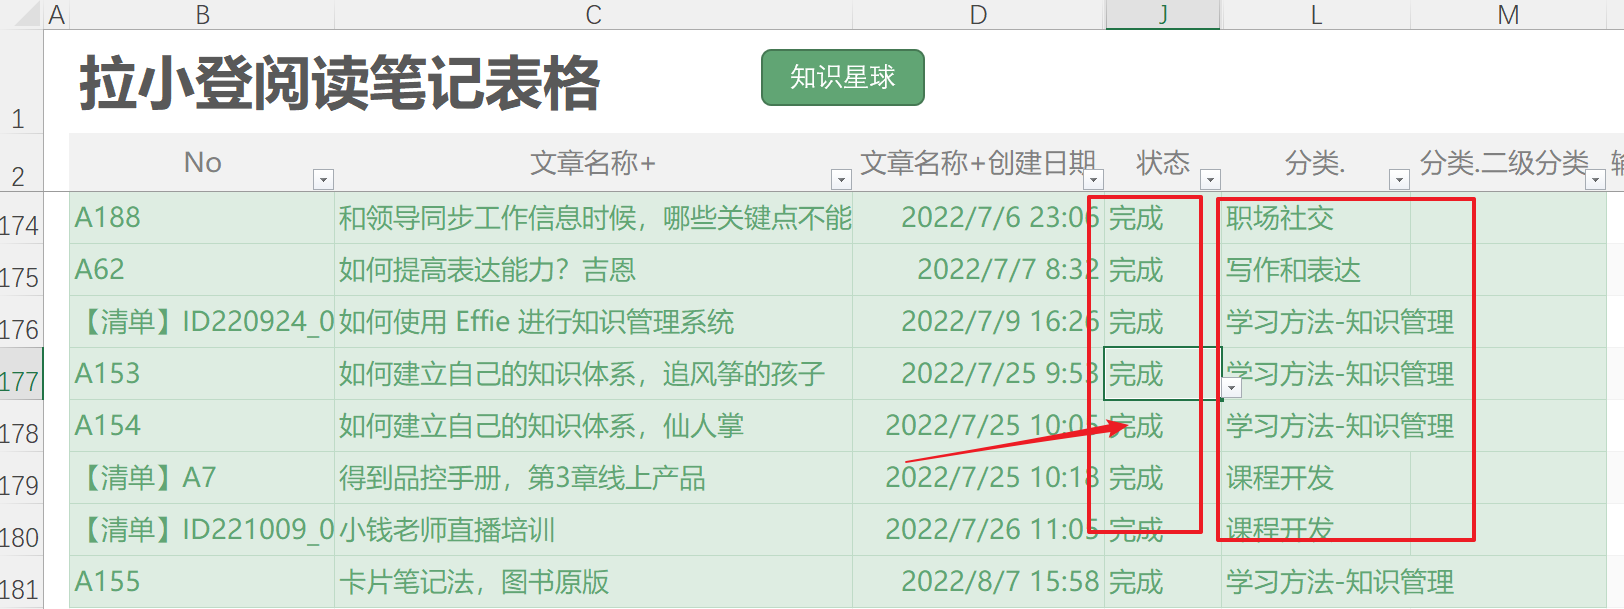 A B C D J L M
1 拉小登阅读笔记表格 知识星球
2 No 文章名称+ 文章名称+创建日期 状态 分类. 分类.二级分类
174 A188 和领导同步工作信息时候，哪些关键点不能 2022/7/6 23:06 完成 职场社交
175 A62 如何提高表达能力？吉恩 2022/7/7 8:32 完成 写作和表达
176 【清单】ID220924_0 如何使用 Effie 进行知识管理系统 2022/7/9 16:26 完成 学习方法-知识管理
177 A153 如何建立自己的知识体系，追风筝的孩子 2022/7/25 9:53 完成 学习方法-知识管理
178 A154 如何建立自己的知识体系，仙人掌 2022/7/25 10:05 完成 学习方法-知识管理
179 【清单】A7 得到品控手册，第3章线上产品 2022/7/25 10:18 完成 课程开发
180 【清单】ID221009_0 小钱老师直播培训 2022/7/26 11:05 完成 课程开发
181 A155 卡片笔记法，图书原版 2022/8/7 15:58 完成 学习方法-知识管理